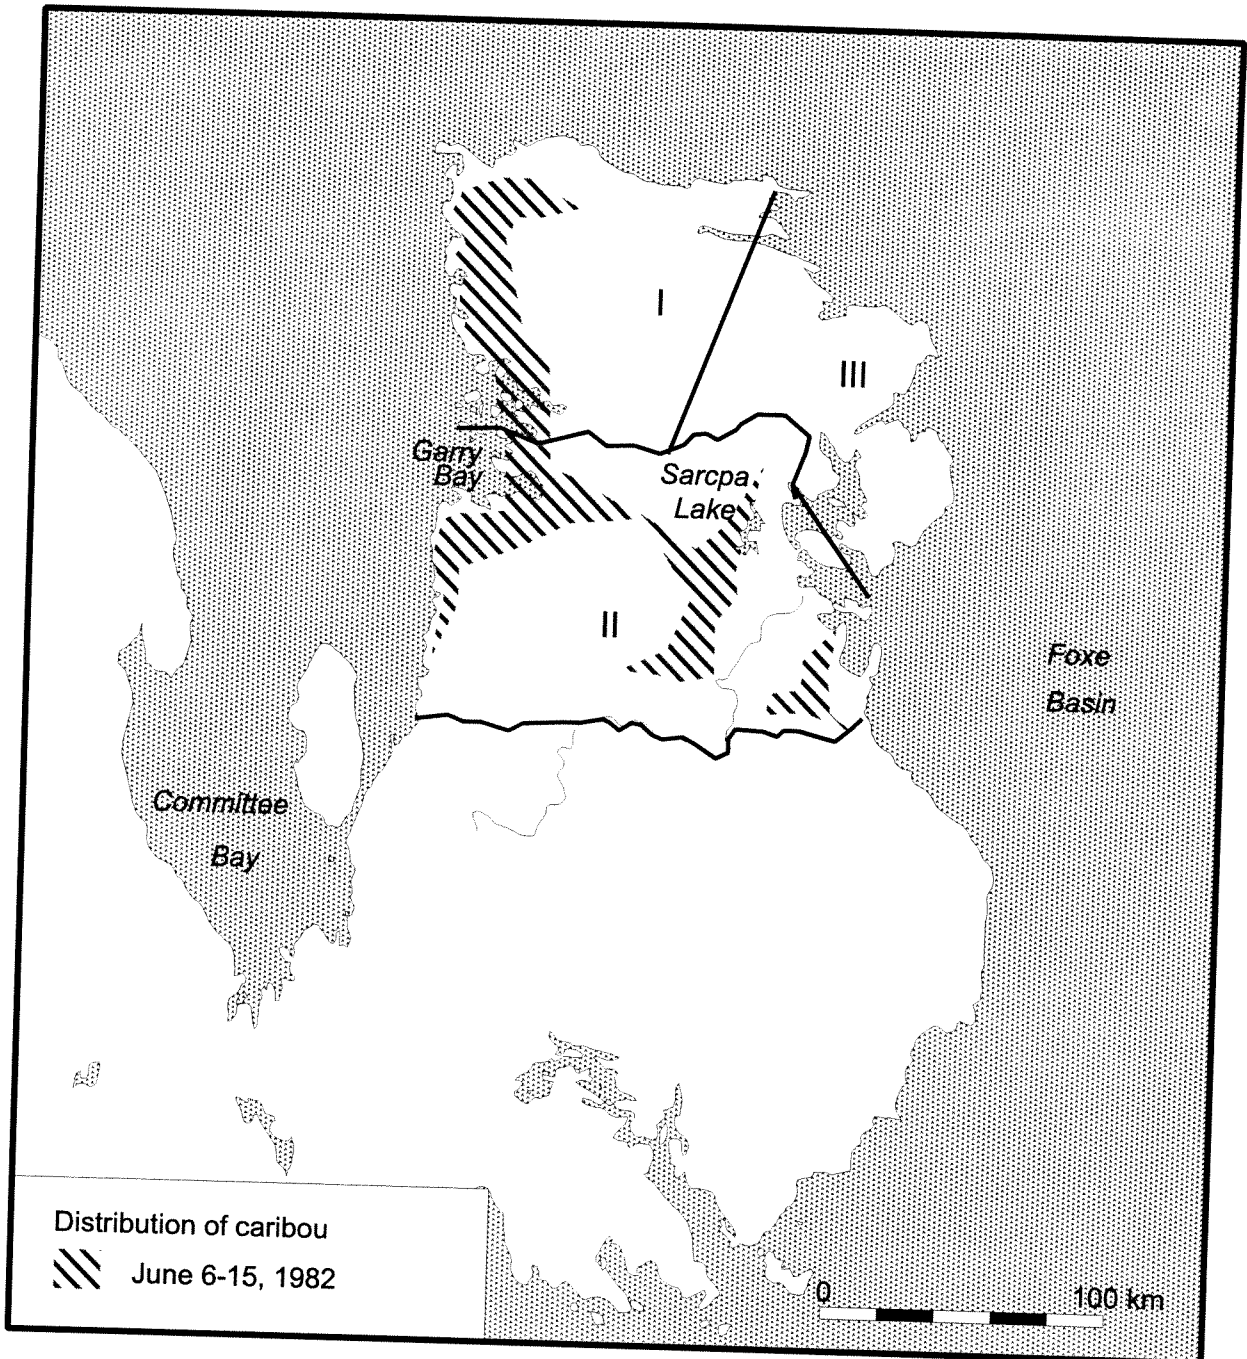 I
III
Garry
Bay
Sarcpa
Lake
II
Foxe
Basin
Committee
Bay
Distribution of caribou
June 6-15, 1982
0 100 km